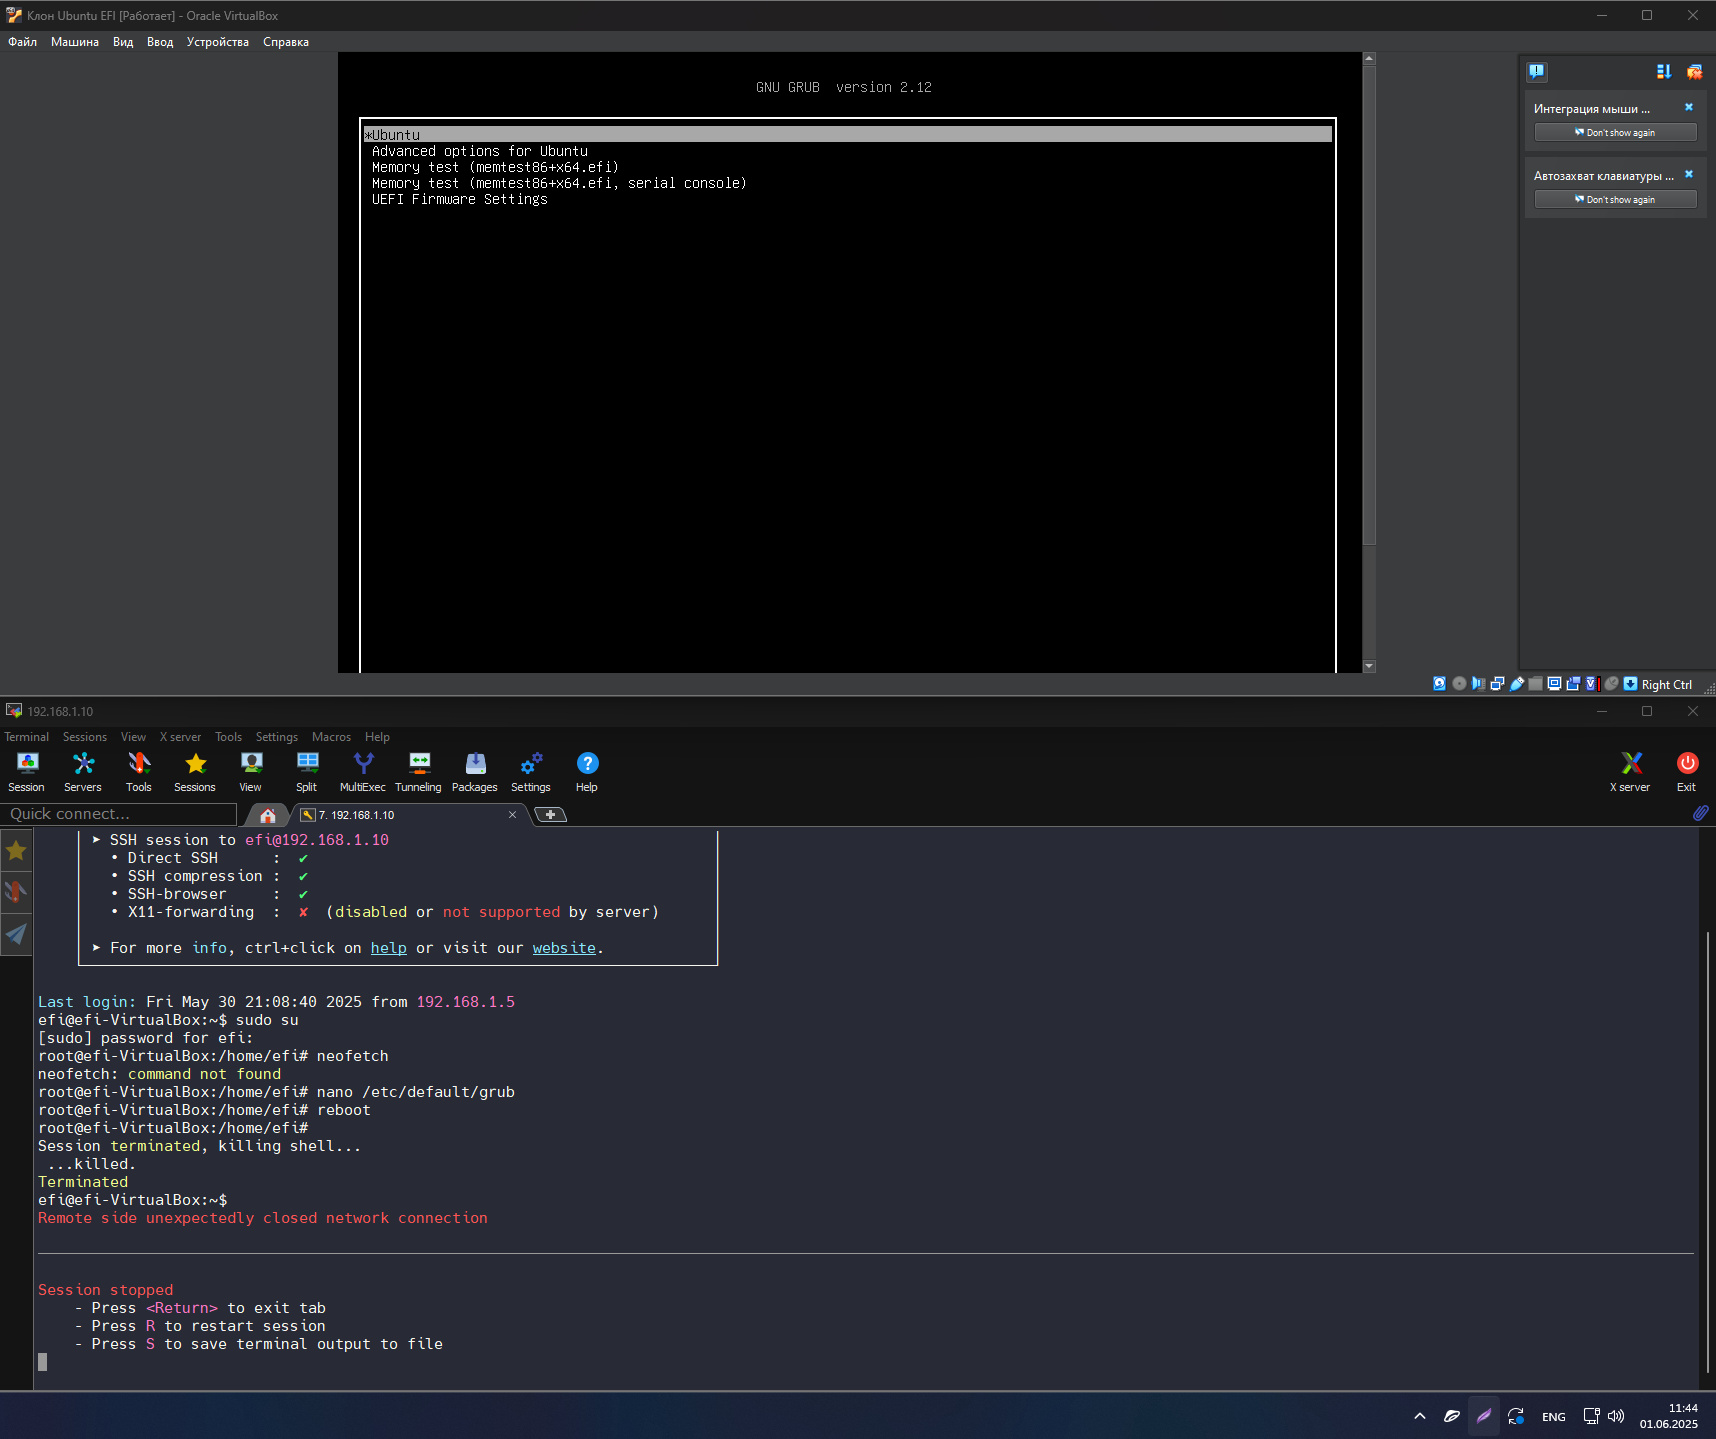 Клон Ubuntu EFI [Работает] - Oracle VirtualBox
Файл Машина Вид Ввод Устройства Справка
GNU GRUB version 2.12
*Ubuntu
Advanced options for Ubuntu
Memory test (memtest86+x64.efi)
Memory test (memtest86+x64.efi, serial console)
UEFI Firmware Settings
Интеграция мыши ...
Don't show again
Автозахват клавиатуры ...
Don't show again
Right Ctrl
192.168.1.10
Terminal Sessions View X server Tools Settings Macros Help
Session Servers Tools Sessions View Split MultiExec Tunneling Packages Settings Help X server Exit
Quick connect...
7. 192.168.1.10
➤ SSH session to efi@192.168.1.10
• Direct SSH : ✔
• SSH compression : ✔
• SSH-browser : ✔
• X11-forwarding : ✘ (disabled or not supported by server)
➤ For more info, ctrl+click on help or visit our website.
Last login: Fri May 30 21:08:40 2025 from 192.168.1.5
efi@efi-VirtualBox:~$ sudo su
[sudo] password for efi:
root@efi-VirtualBox:/home/efi# neofetch
neofetch: command not found
root@efi-VirtualBox:/home/efi# nano /etc/default/grub
root@efi-VirtualBox:/home/efi# reboot
root@efi-VirtualBox:/home/efi#
Session terminated, killing shell...
...killed.
Terminated
efi@efi-VirtualBox:~$
Remote side unexpectedly closed network connection
Session stopped
- Press <Return> to exit tab
- Press R to restart session
- Press S to save terminal output to file
ENG
11:44
01.06.2025